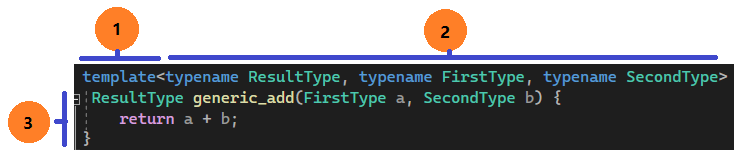 1
2
template<typename ResultType, typename FirstType, typename SecondType>
3
ResultType generic_add(FirstType a, SecondType b) {
return a + b;
}